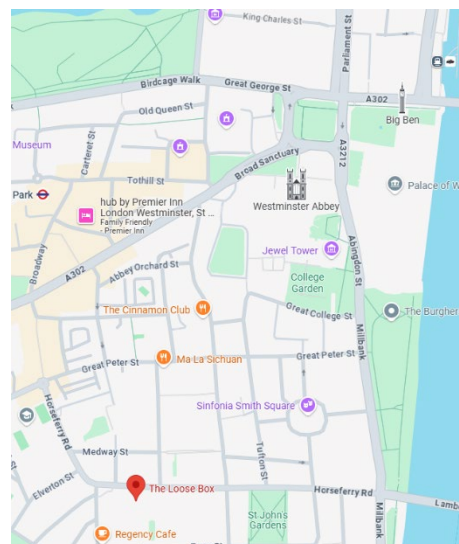 King Charles St
Parliament St
Birdcage Walk
Great George St
A302
Old Queen St
Big Ben
Museum
Carteret St
Broad Sanctuary
A3212
Tothill St
Park
Palace of W
hub by Premier Inn
London Westminster, St ...
Family Friendly
· Premier Inn
Westminster Abbey
Broadway
A302
Abbey Orchard St
Jewel Tower
Abingdon St
College
Garden
The Cinnamon Club
Great College St
Millbank
The Burgher
Great Peter St
Ma La Sichuan
Great Peter St
Horseferry Rd
Sinfonia Smith Square
Tufton St
Medway St
Elverton St
The Loose Box
Horseferry Rd
Lamb
Millbank
St John's
Gardens
Regency Cafe